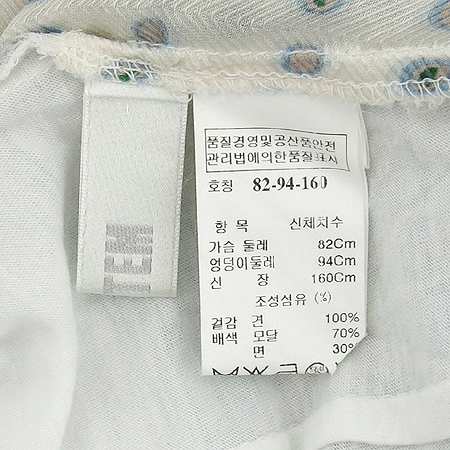 품질경영및공산품안전
관리법에의한품질표시
호칭 82-94-160
항 목 신체치수
가슴 둘레 82Cm
엉덩이둘레 94Cm
신 장 160Cm
조성섬유 (%)
겉감 견 100%
배색 모달 70%
면 30%
TEM